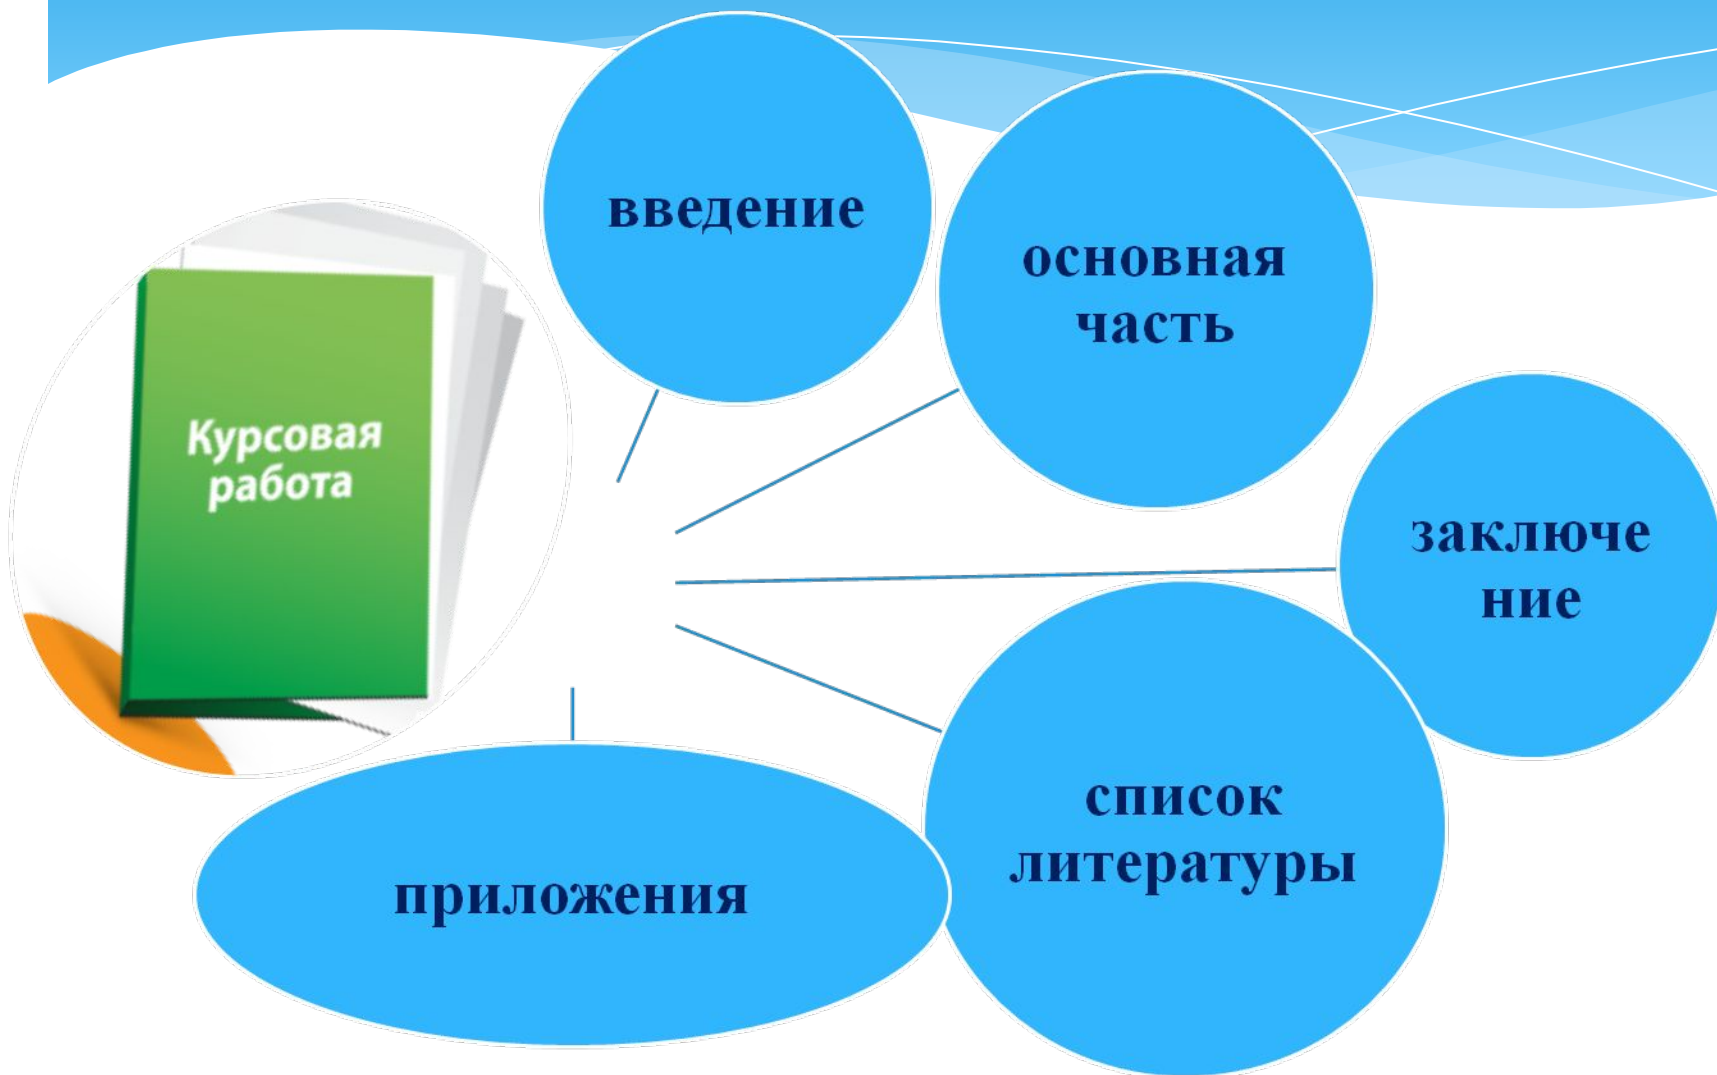 введение
основная
часть
Курсовая
работа
заключе
ние
список
литературы
приложения